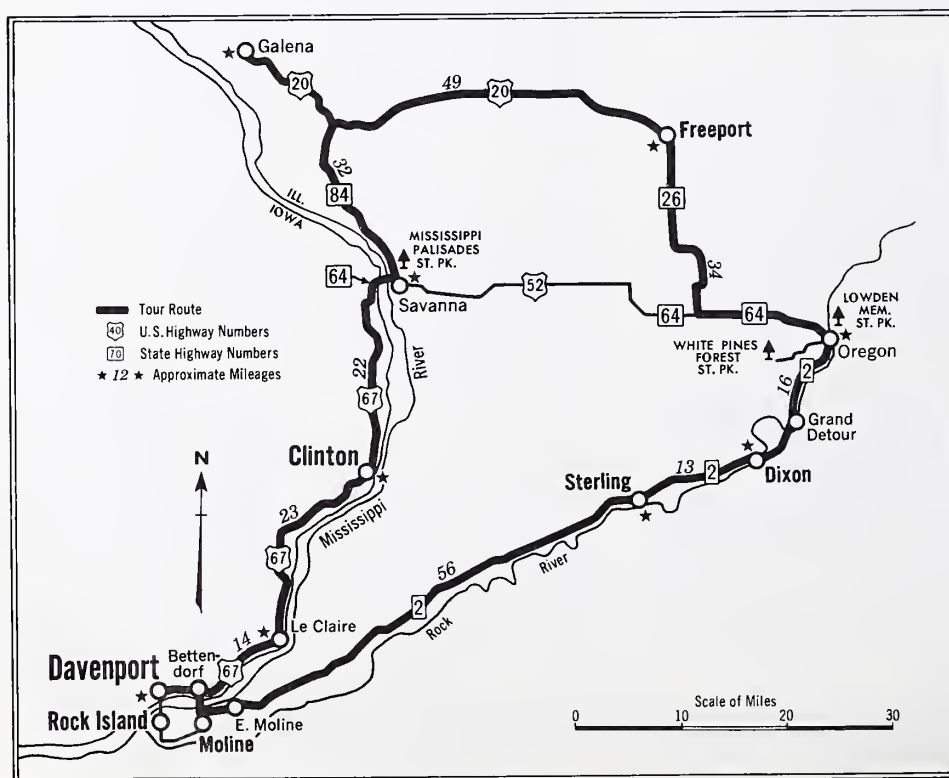 Galena
20
49
20
Freeport
32
84
ILL.
IOWA
26
MISSISSIPPI
PALISADES
ST. PK.
64
Savanna
52
34
64
64
LOWDEN
MEM.
ST. PK.
WHITE PINES
FOREST
ST. PK.
Oregon
Tour Route
40 U.S. Highway Numbers
70 State Highway Numbers
★ 12 ★ Approximate Mileages
River
22
67
2
16
Grand
Detour
N
Clinton
Dixon
Sterling
13
2
23
Mississippi
67
56
River
2
Rock
Le Claire
14
Betten-
dorf
67
Davenport
Rock Island
E. Moline
Moline
Scale of Miles
0 10 20 30